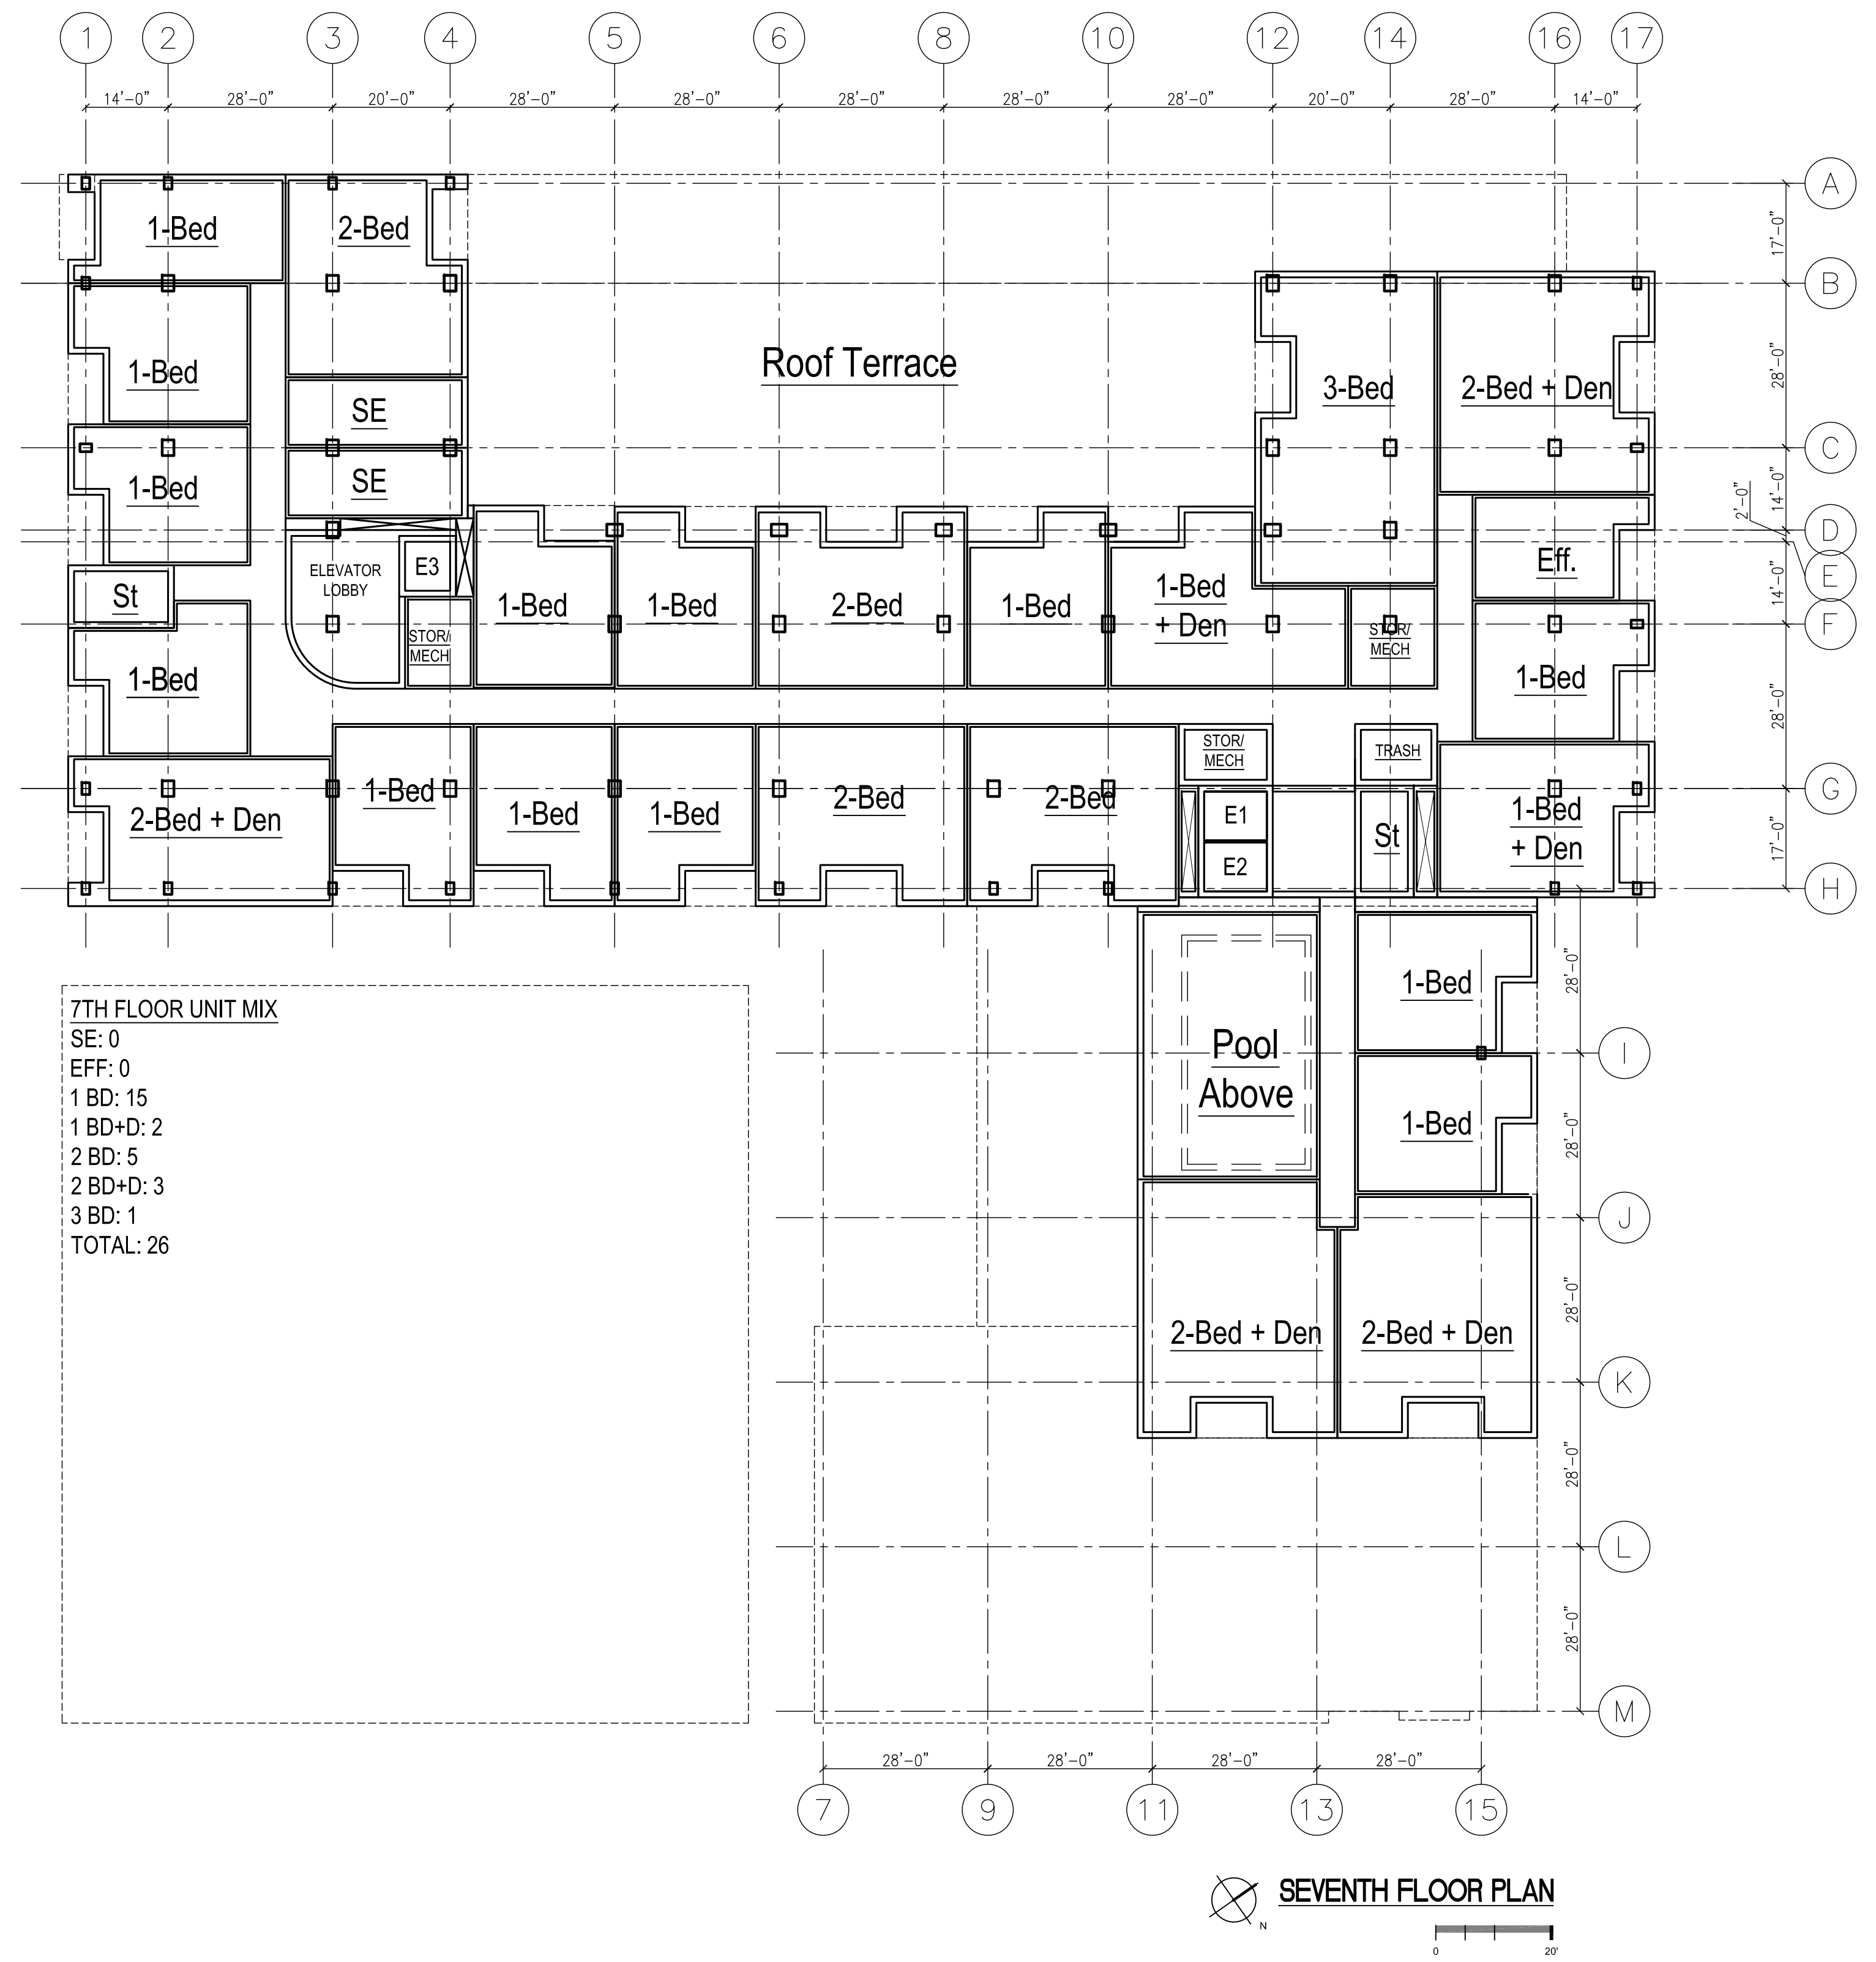 1 2 3 4 5 6 8 10 12 14 16 17
14'-0" 28'-0" 20'-0" 28'-0" 28'-0" 28'-0" 28'-0" 28'-0" 20'-0" 28'-0" 14'-0"
A
17'-0"
B
28'-0"
C
14'-0"
2'-0"
D
E
14'-0"
F
28'-0"
G
17'-0"
H
1-Bed
2-Bed
1-Bed
SE
1-Bed
SE
Roof Terrace
3-Bed
2-Bed + Den
ELEVATOR
LOBBY
E3
St
STOR/
MECH
1-Bed
1-Bed
1-Bed
2-Bed
1-Bed
1-Bed
+ Den
STOR/
MECH
Eff.
1-Bed
2-Bed + Den
1-Bed
1-Bed
1-Bed
2-Bed
2-Bed
STOR/
MECH
E1
E2
TRASH
St
1-Bed
+ Den
7TH FLOOR UNIT MIX
SE: 0
EFF: 0
1 BD: 15
1 BD+D: 2
2 BD: 5
2 BD+D: 3
3 BD: 1
TOTAL: 26
Pool
Above
1-Bed
1-Bed
2-Bed + Den
2-Bed + Den
28'-0"
I
28'-0"
J
28'-0"
K
28'-0"
L
28'-0"
M
28'-0" 28'-0" 28'-0" 28'-0"
7 9 11 13 15
N
SEVENTH FLOOR PLAN
0 20'